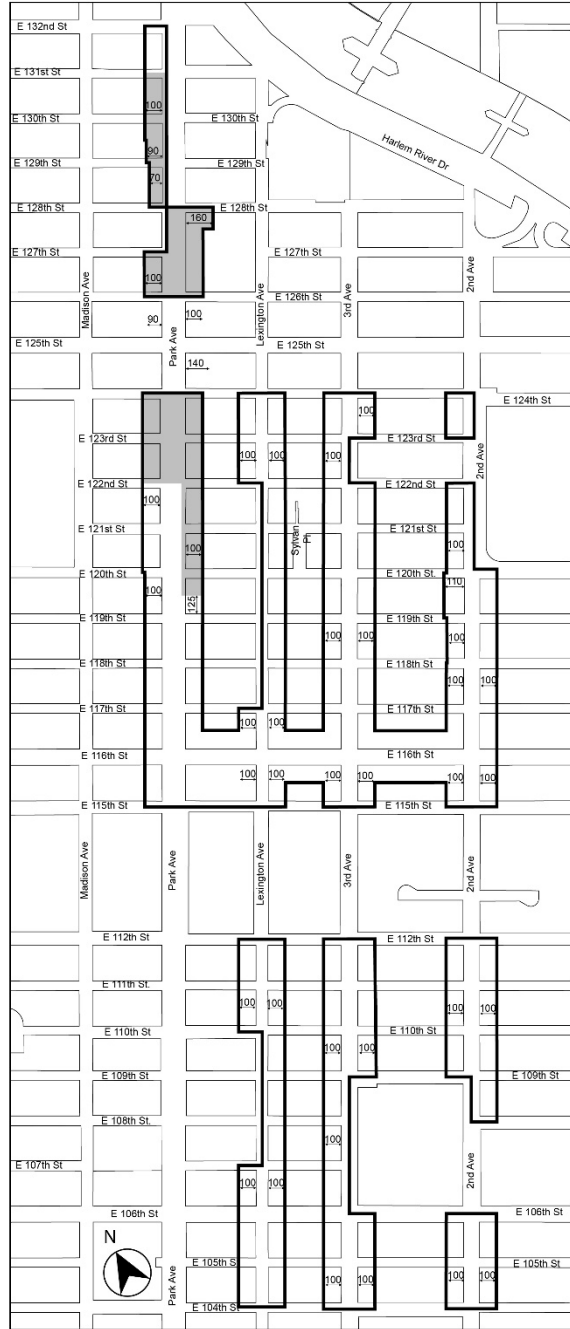 E 132nd St
E 131st St
100
E 130th St
E 130th St
Harlem River Dr
90
E 129th St
E 129th St
70
E 128th St
E 128th St
160
E 127th St
E 127th St
100
Madison Ave
Park Ave
Lexington Ave
3rd Ave
2nd Ave
E 126th St
90
100
E 125th St
E 125th St
140
E 124th St
100
E 123rd St
E 123rd St
100
100
100
2nd Ave
E 122nd St
E 122nd St
100
Sylvan Pl
E 121st St
E 121st St
100
100
E 120th St
E 120th St.
100
110
125
E 119th St
E 119th St
100
100
100
E 118th St
E 118th St
100
100
E 117th St
E 117th St
100
100
E 116th St
E 116th St
100
100
100
100
100
100
E 115th St
E 115th St
Madison Ave
Park Ave
Lexington Ave
3rd Ave
2nd Ave
E 112th St
E 112th St
E 111th St.
100
100
100
100
E 110th St
E 110th St
100
100
E 109th St
E 109th St
E 108th St.
100
E 107th St
2nd Ave
100
100
E 106th St
E 106th St
N
E 105th S
E 105th St
100
100
100
100
Park Ave
E 104th St